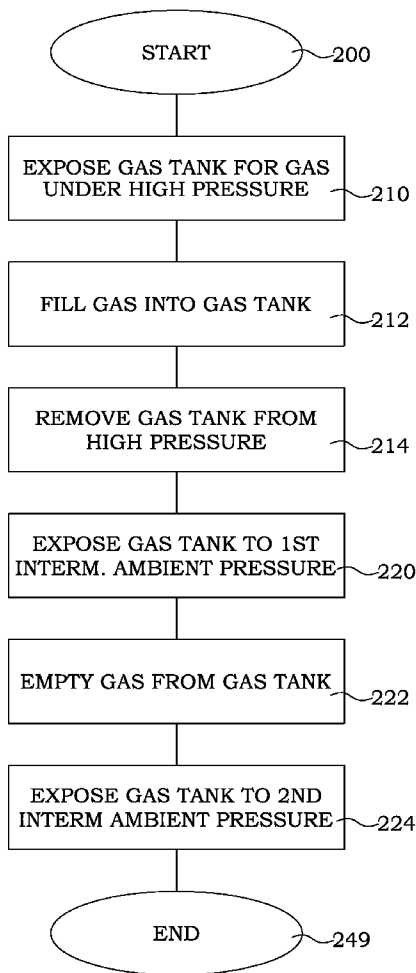 START
200
EXPOSE GAS TANK FOR GAS
UNDER HIGH PRESSURE
210
FILL GAS INTO GAS TANK
212
REMOVE GAS TANK FROM
HIGH PRESSURE
214
EXPOSE GAS TANK TO 1ST
INTERM. AMBIENT PRESSURE
220
EMPTY GAS FROM GAS TANK
222
EXPOSE GAS TANK TO 2ND
INTERM AMBIENT PRESSURE
224
END
249